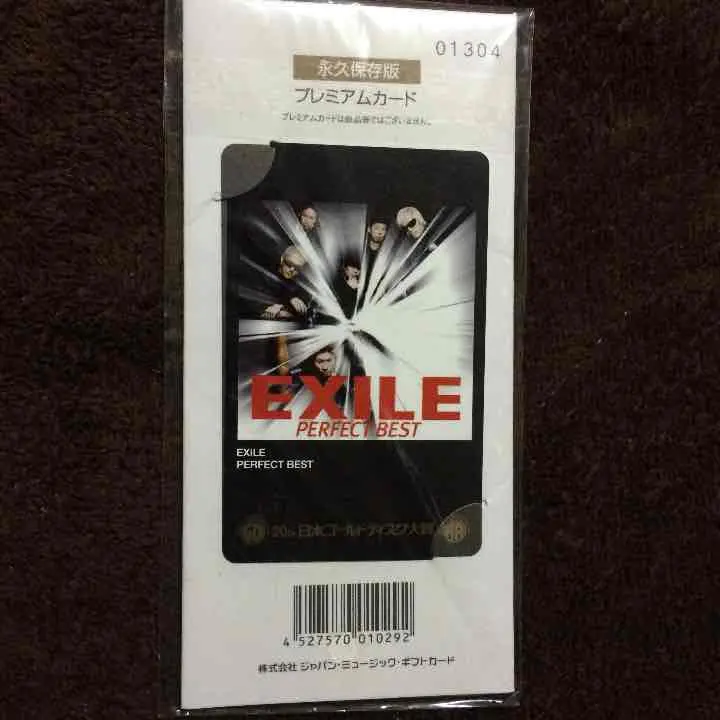 01304
永久保存版
プレミアムカード
プレミアムカードは商品券ではございません。
EXILE
PERFECT BEST
EXILE
PERFECT BEST
20th 日本ゴールドディスク大賞
4 527570 010292
株式会社 ジャパン・ミュージック・ギフトカード